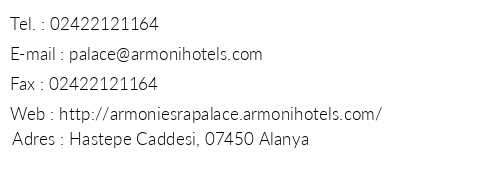 Tel. : 02422121164
E-mail : palace@armonihotels.com
Fax : 02422121164
Web : http://armoniesrapalace.armonihotels.com/
Adres : Hastepe Caddesi, 07450 Alanya